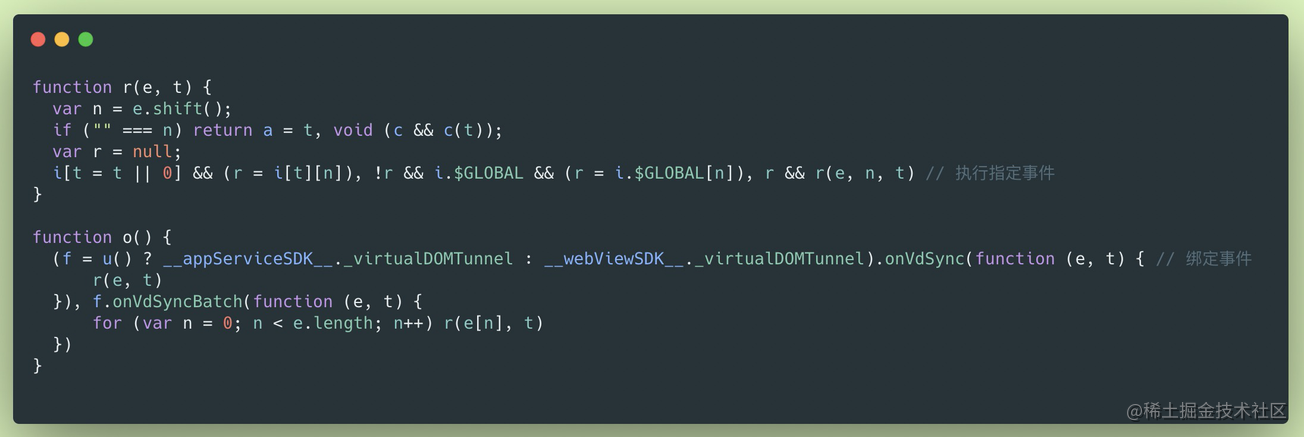 function r(e, t) {
  var n = e.shift();
  if ("" === n) return a = t, void (c && c(t));
  var r = null;
  i[t = t || 0] && (r = i[t][n]), !r && i.$GLOBAL && (r = i.$GLOBAL[n]), r && r(e, n, t) // 执行指定事件
}

function o() {
  (f = u() ? __appServiceSDK__._virtualDOMTunnel : __webViewSDK__._virtualDOMTunnel).onVdSync(function (e, t) { // 绑定事件
      r(e, t)
  }), f.onVdSyncBatch(function (e, t) {
      for (var n = 0; n < e.length; n++) r(e[n], t)
  })
}
@稀土掘金技术社区